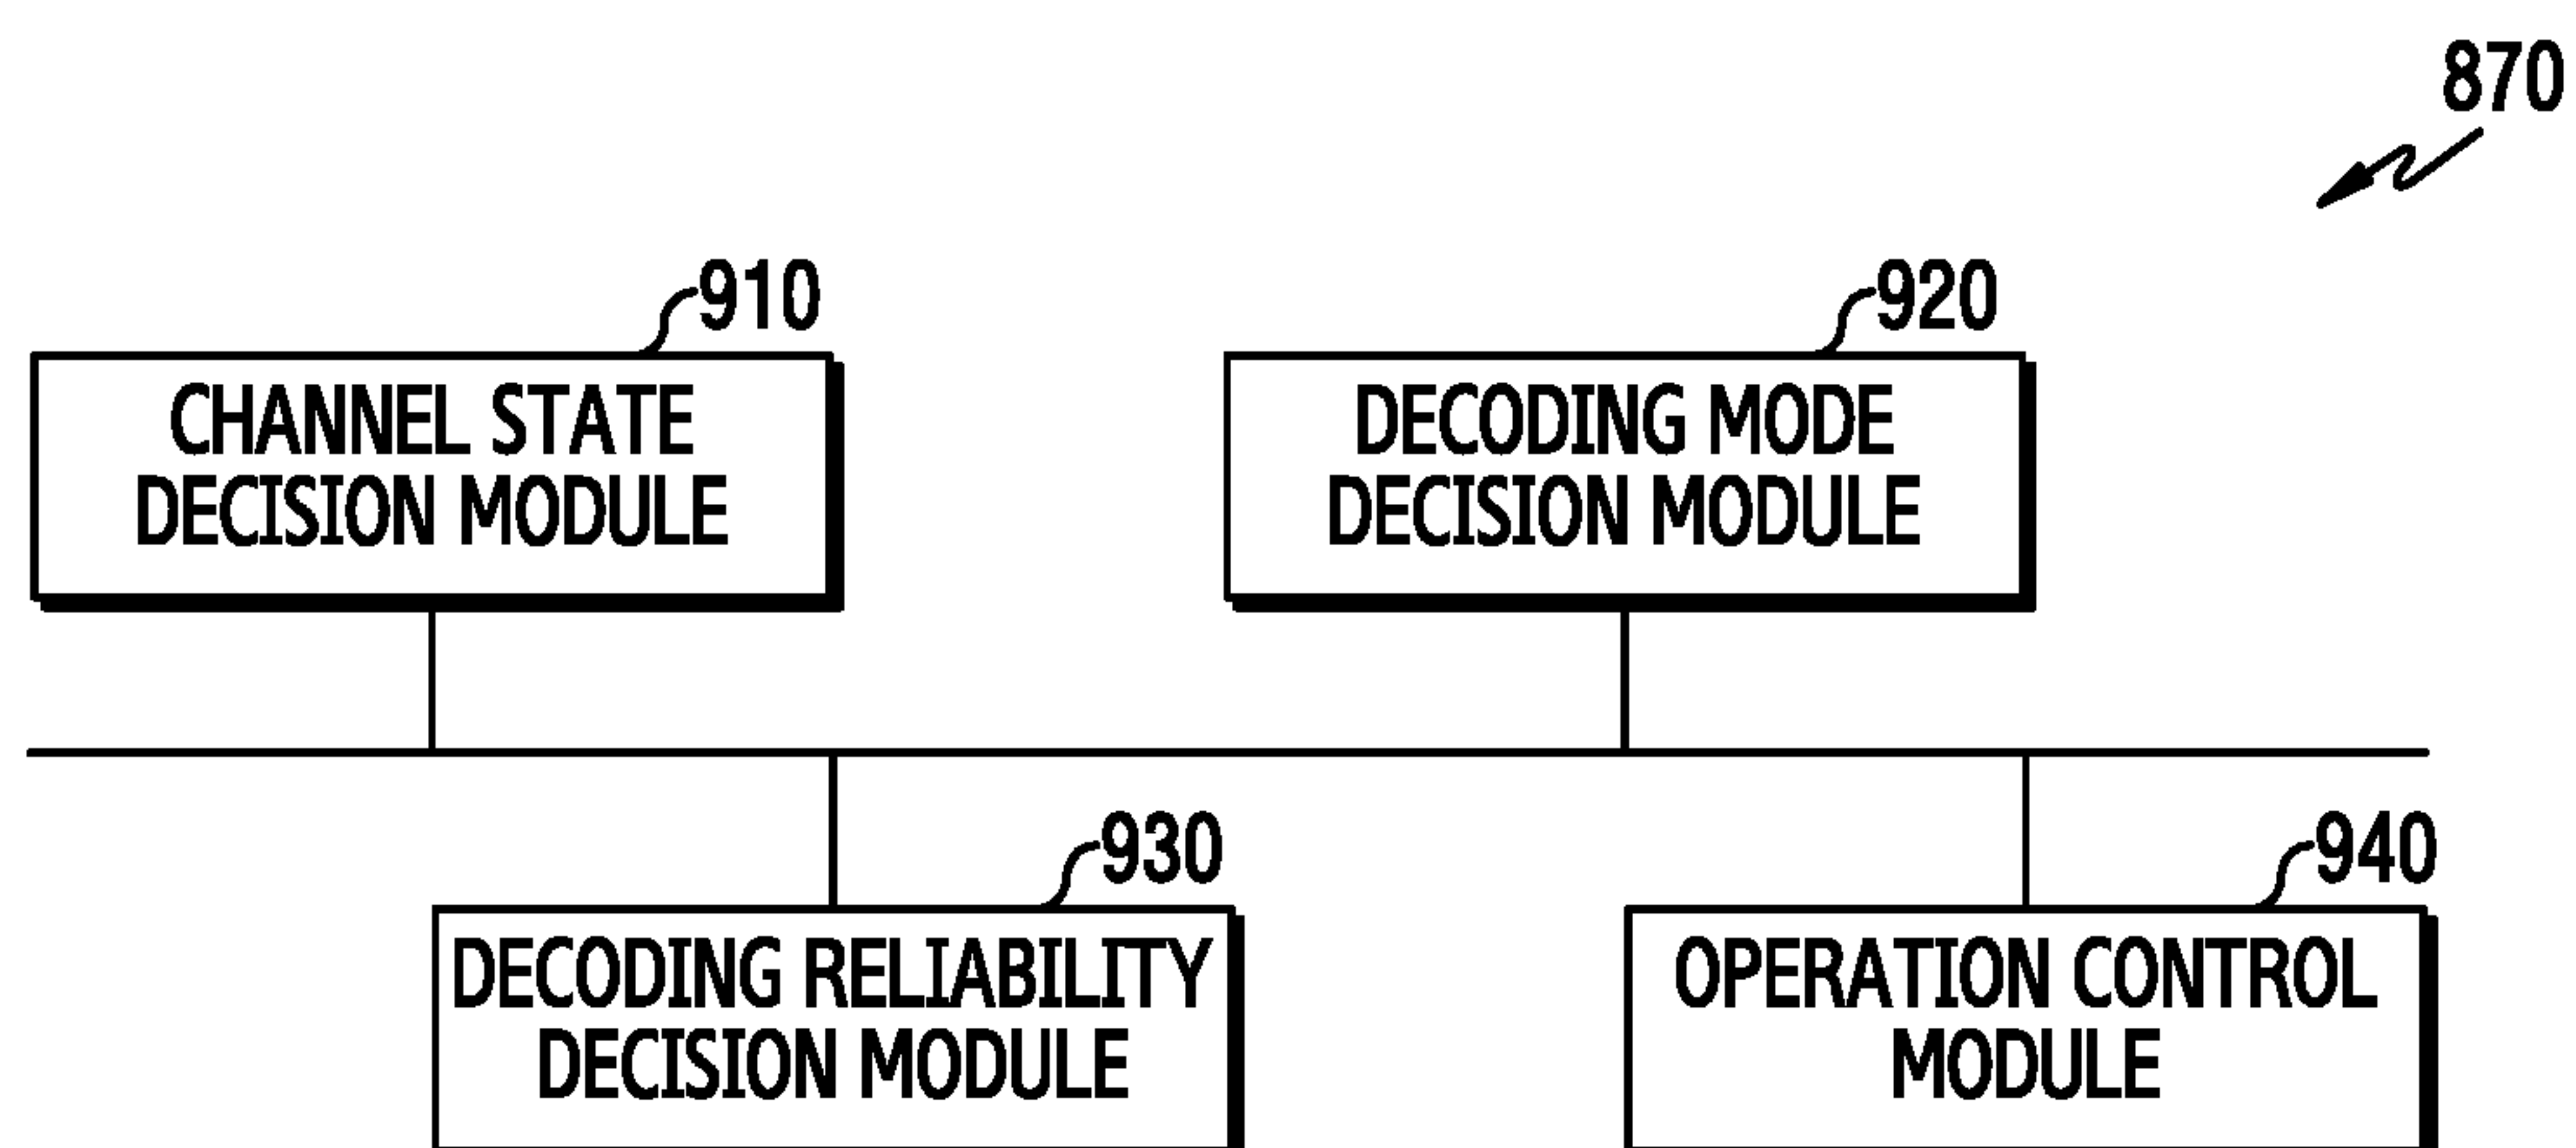 870
910
920
CHANNEL STATE
DECISION MODULE
DECODING MODE
DECISION MODULE
930
940
DECODING RELIABILITY
DECISION MODULE
OPERATION CONTROL
MODULE